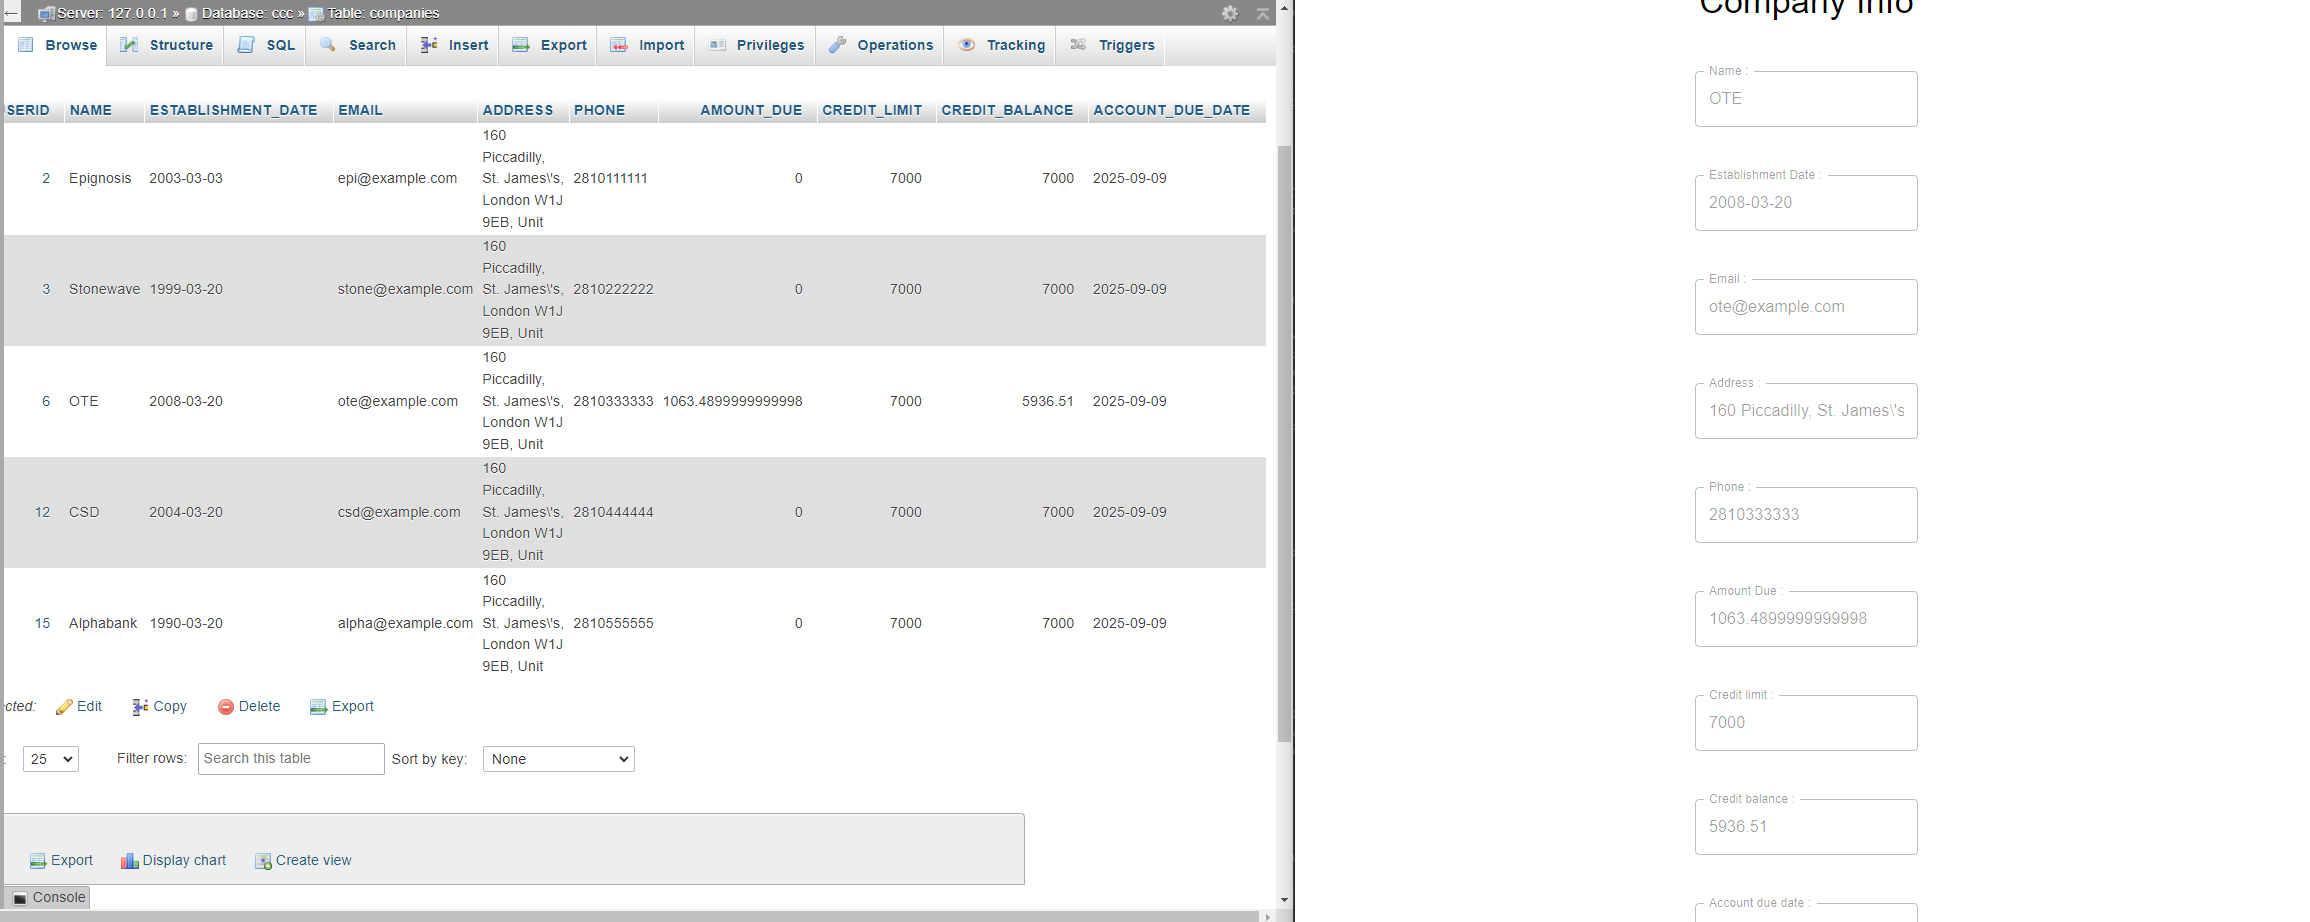 ← Server: 127.0.0.1 » Database: ccc » Table: companies
Browse Structure SQL Search Insert Export Import Privileges Operations Tracking Triggers
SERID NAME ESTABLISHMENT_DATE EMAIL ADDRESS PHONE AMOUNT_DUE CREDIT_LIMIT CREDIT_BALANCE ACCOUNT_DUE_DATE
160
Piccadilly,
2 Epignosis 2003-03-03 epi@example.com St. James\'s, 2810111111 0 7000 7000 2025-09-09
London W1J
9EB, Unit
160
Piccadilly,
3 Stonewave 1999-03-20 stone@example.com St. James\'s, 2810222222 0 7000 7000 2025-09-09
London W1J
9EB, Unit
160
Piccadilly,
6 OTE 2008-03-20 ote@example.com St. James\'s, 2810333333 1063.4899999999998 7000 5936.51 2025-09-09
London W1J
9EB, Unit
160
Piccadilly,
12 CSD 2004-03-20 csd@example.com St. James\'s, 2810444444 0 7000 7000 2025-09-09
London W1J
9EB, Unit
160
Piccadilly,
15 Alphabank 1990-03-20 alpha@example.com St. James\'s, 2810555555 0 7000 7000 2025-09-09
London W1J
9EB, Unit
cted: Edit Copy Delete Export
: 25 Filter rows: Search this table Sort by key: None
Export Display chart Create view
Console
Company Info
Name :
OTE
Establishment Date :
2008-03-20
Email :
ote@example.com
Address :
160 Piccadilly, St. James\'s
Phone :
2810333333
Amount Due :
1063.4899999999998
Credit limit :
7000
Credit balance :
5936.51
Account due date :